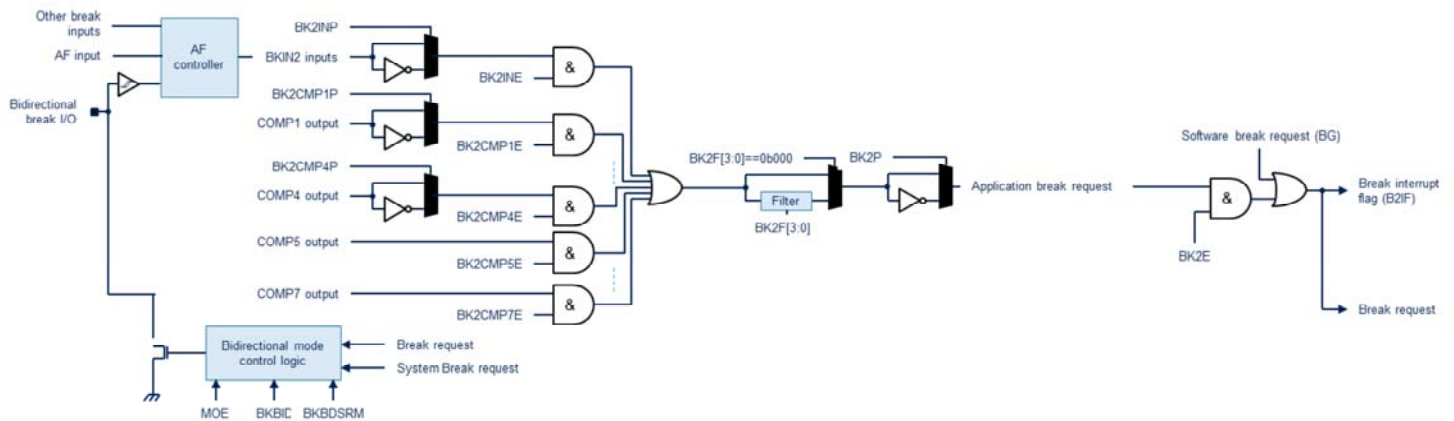 Other break
inputs
AF input
Bidirectional
break I/O
AF
controller
BK2INP
BKIN2 inputs
BK2INE
&
BK2CMP1P
COMP1 output
BK2CMP1E
&
BK2CMP4P
COMP4 output
BK2CMP4E
&
COMP5 output
BK2CMP5E
&
COMP7 output
BK2CMP7E
&
BK2F[3:0]==0b000
Filter
BK2F[3:0]
BK2P
Application break request
Software break request (BG)
&
BK2E
Break interrupt
flag (B2IF)
Break request
Bidirectional mode
control logic
Break request
System Break request
MOE
BKBID
BKBDSRM